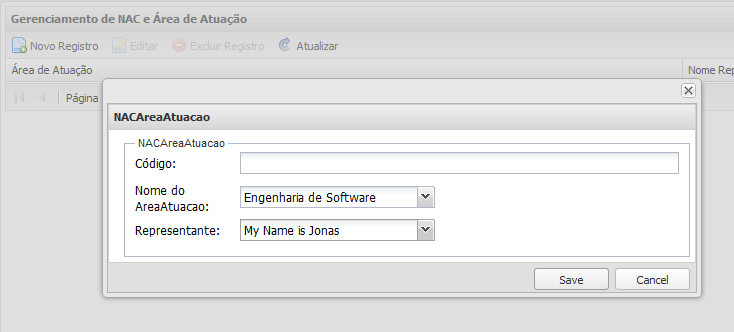 Gerenciamento de NAC e Área de Atuação
Novo Registro Editar Excluir Registro Atualizar
Área de Atuação Nome Rep
Página
NACAreaAtuacao
NACAreaAtuacao
Código:
Nome do
AreaAtuacao: Engenharia de Software
Representante: My Name is Jonas
Save Cancel